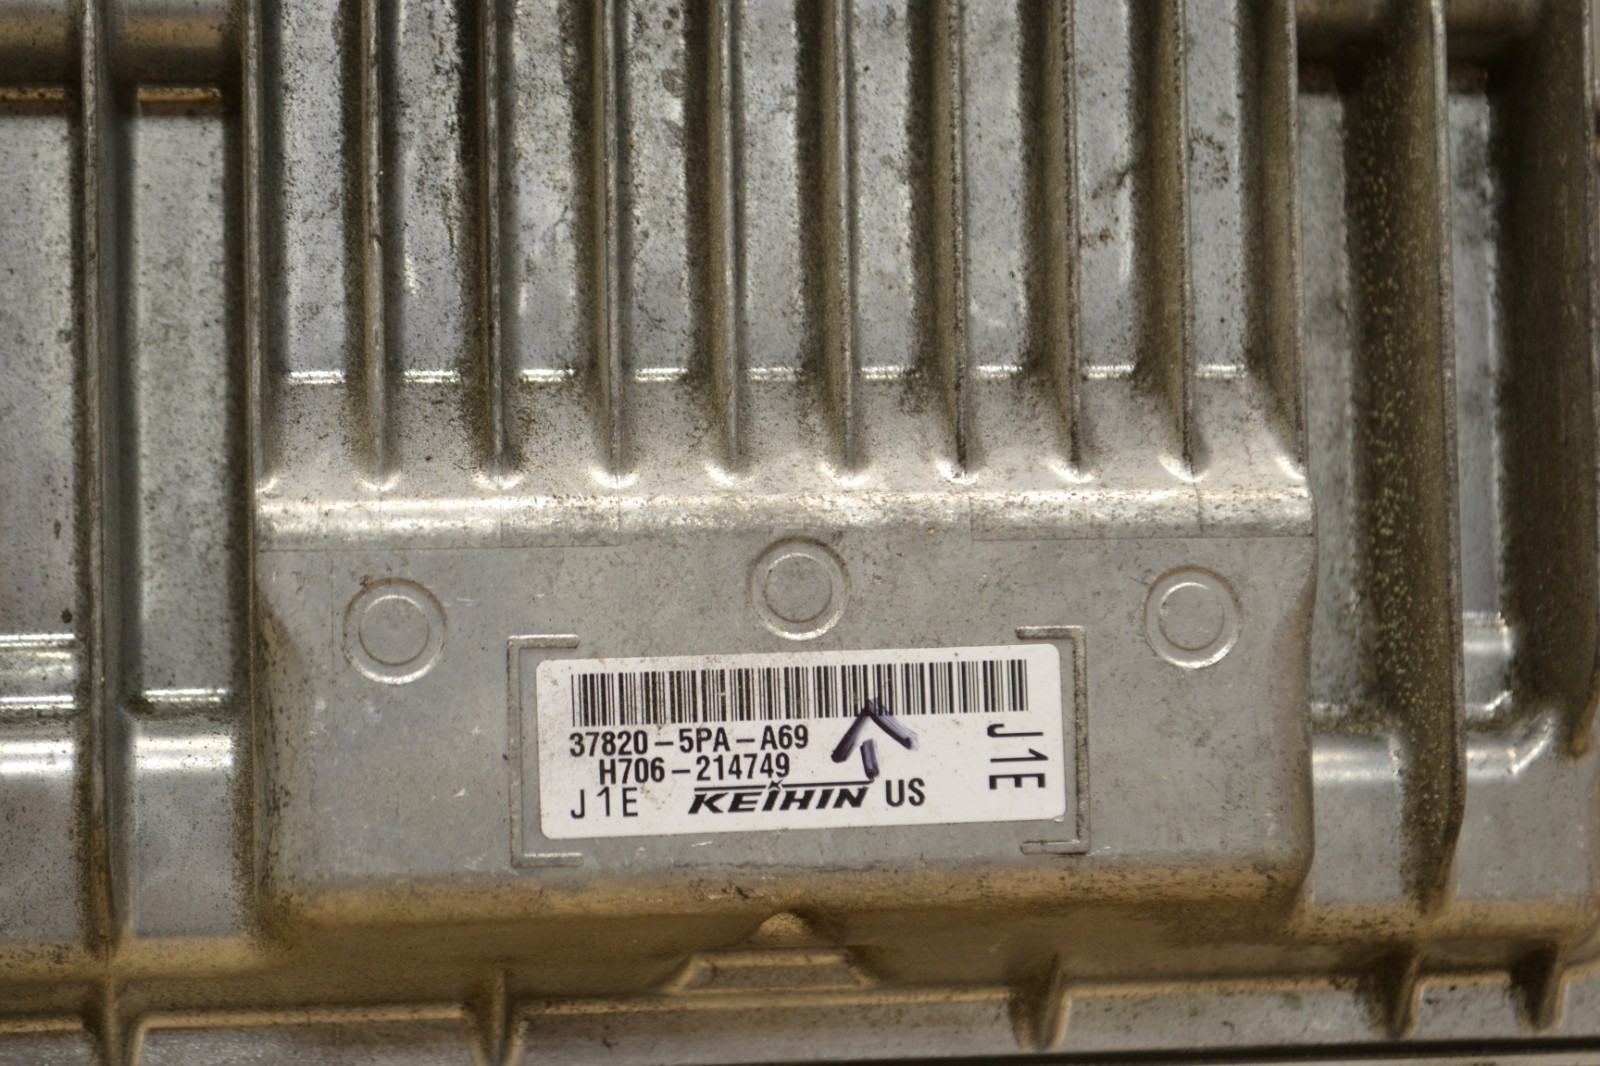 37820-5PA-A69
H706-214749
J1E KEIHIN US
J1E